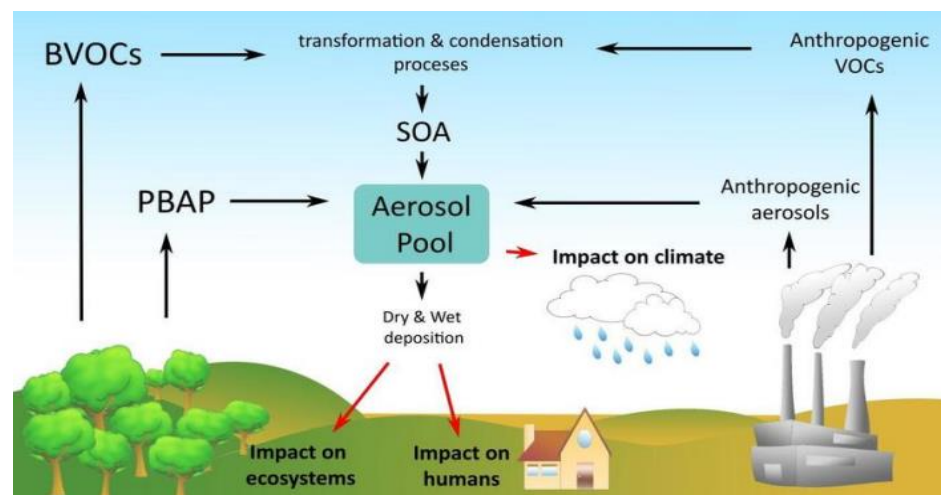 BVOCs
transformation & condensation
proceses
Anthropogenic
VOCs
SOA
PBAP
Aerosol
Pool
Anthropogenic
aerosols
Impact on climate
Dry & Wet
deposition
Impact on
ecosystems
Impact on
humans